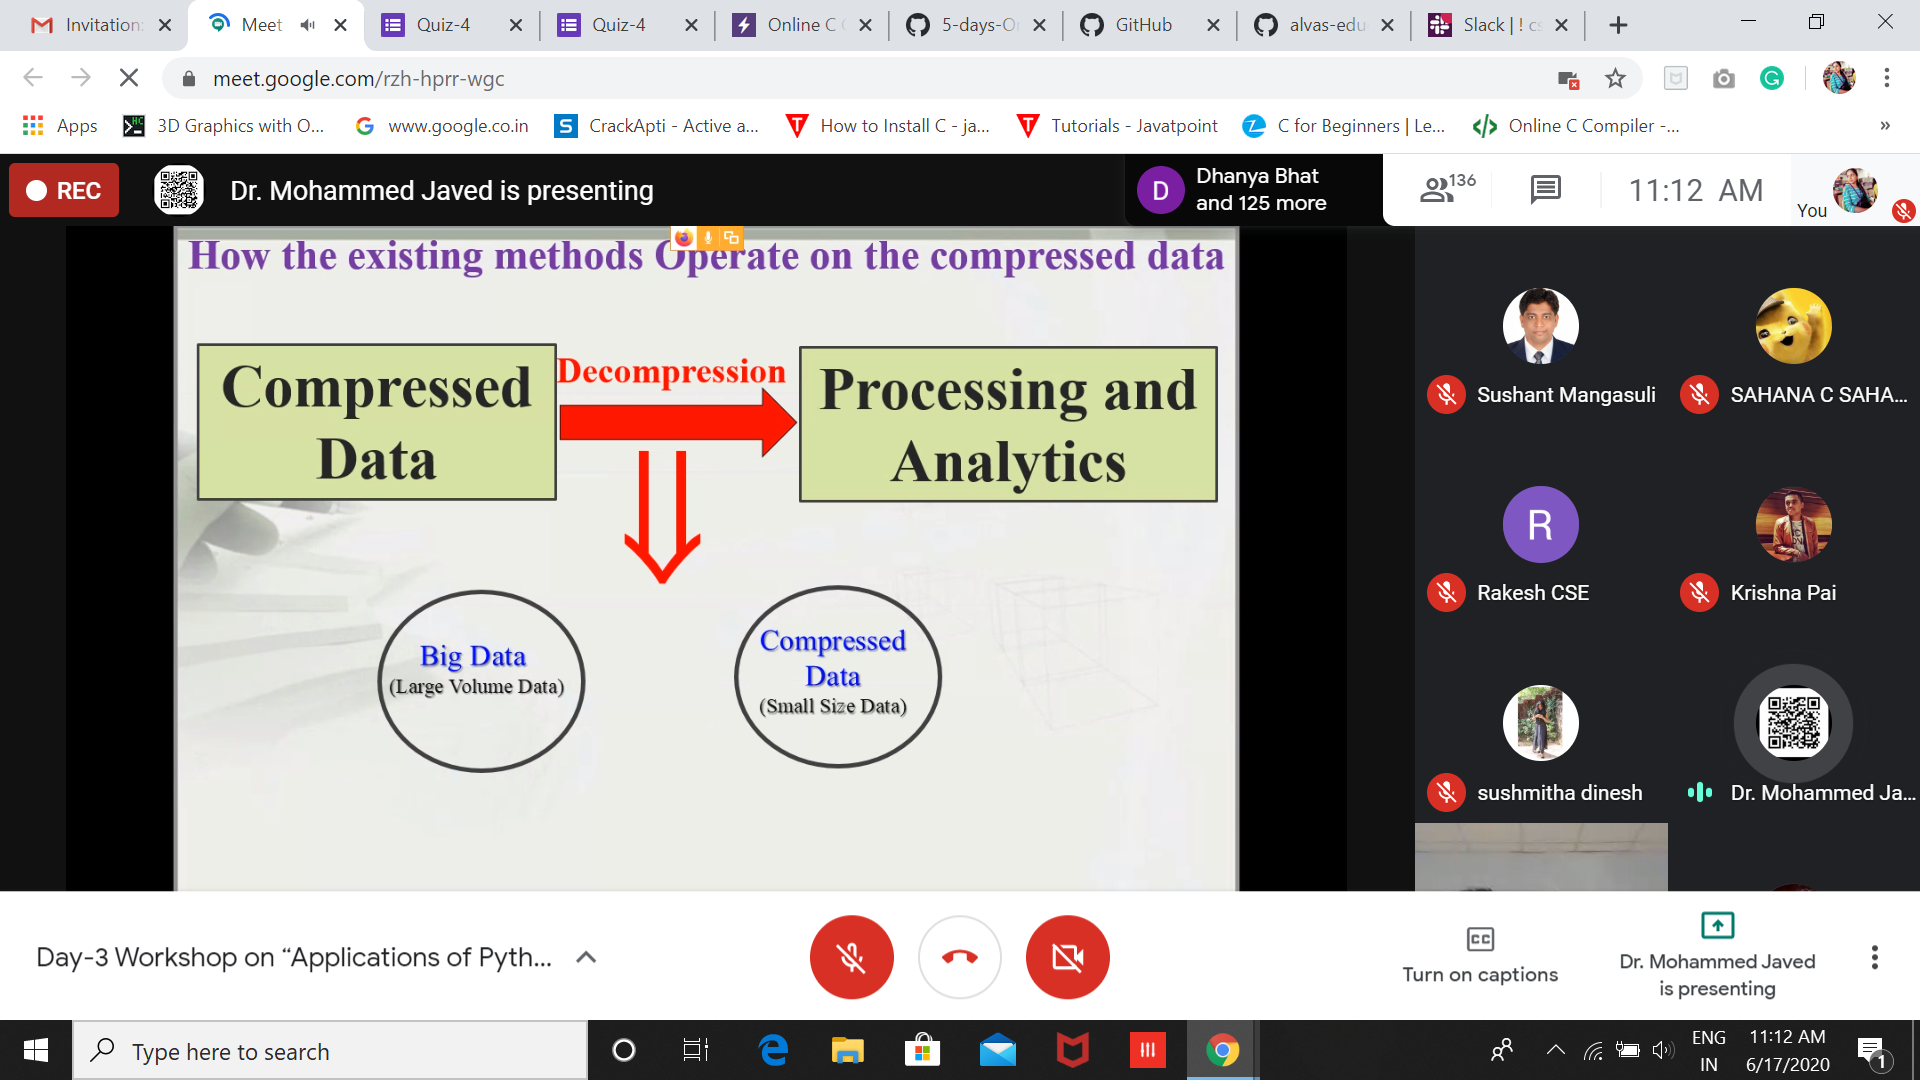 Invitation:
Meet
Quiz-4
Quiz-4
Online C C
5-days-On
GitHub
alvas-edu
Slack | ! cs
meet.google.com/rzh-hprr-wgc
Apps
3D Graphics with O...
www.google.co.in
CrackApti - Active a...
How to Install C - ja...
Tutorials - Javatpoint
C for Beginners | Le...
Online C Compiler -...
»
REC
Dr. Mohammed Javed is presenting
D
Dhanya Bhat
and 125 more
136
11:12 AM
You
How the existing methods Operate on the compressed data
Compressed
Data
Decompression
Processing and
Analytics
Big Data
(Large Volume Data)
Compressed
Data
(Small Size Data)
Sushant Mangasuli
SAHANA C SAHA...
R
Rakesh CSE
Krishna Pai
sushmitha dinesh
Dr. Mohammed Ja...
Day-3 Workshop on “Applications of Pyth...
CC
Turn on captions
Dr. Mohammed Javed
is presenting
Type here to search
ENG
IN
11:12 AM
6/17/2020
1